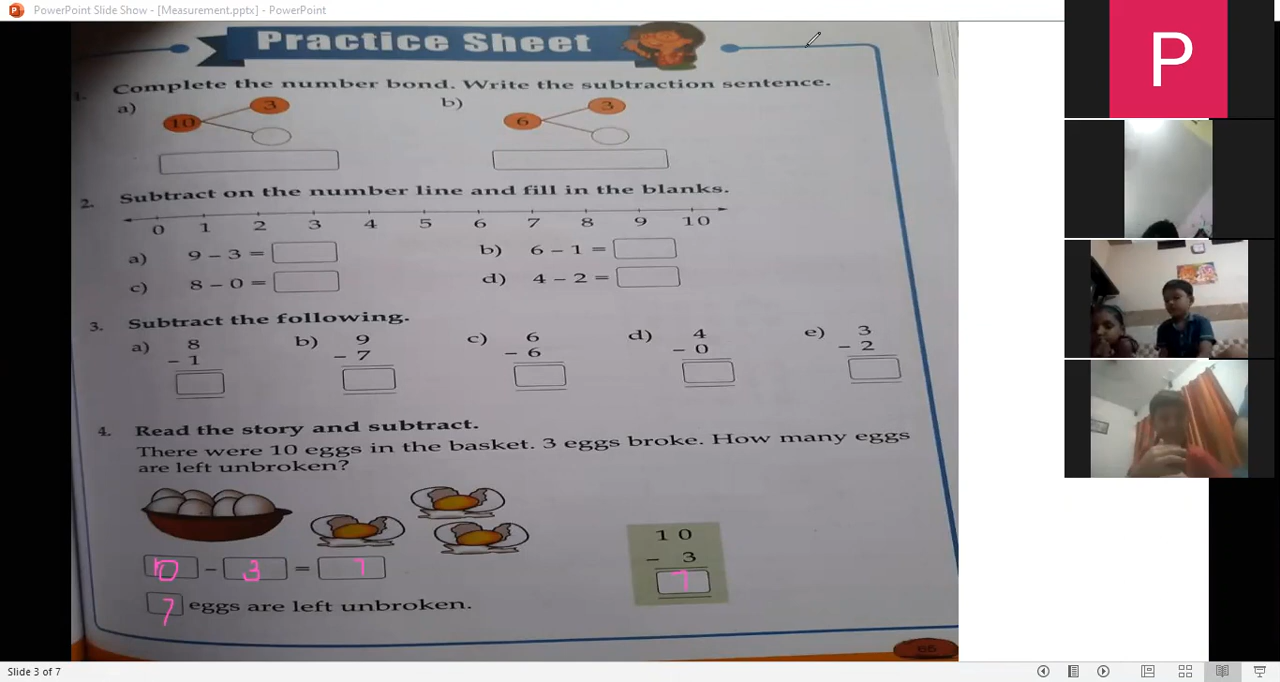 PowerPoint Slide Show - [Measurement.pptx] - PowerPoint
P
Practice Sheet
1. Complete the number bond. Write the subtraction sentence.
a) 10 3 b) 6 3
2. Subtract on the number line and fill in the blanks.
0 1 2 3 4 5 6 7 8 9 10
a) 9 – 3 = b) 6 – 1 =
c) 8 – 0 = d) 4 – 2 =
3. Subtract the following.
a) 8 b) 9 c) 6 d) 4 e) 3
– 1 – 7 – 6 – 0 – 2
4. Read the story and subtract.
There were 10 eggs in the basket. 3 eggs broke. How many eggs
are left unbroken?
10 – 3 = 7
7 eggs are left unbroken.
10
– 3
7
65
Slide 3 of 7